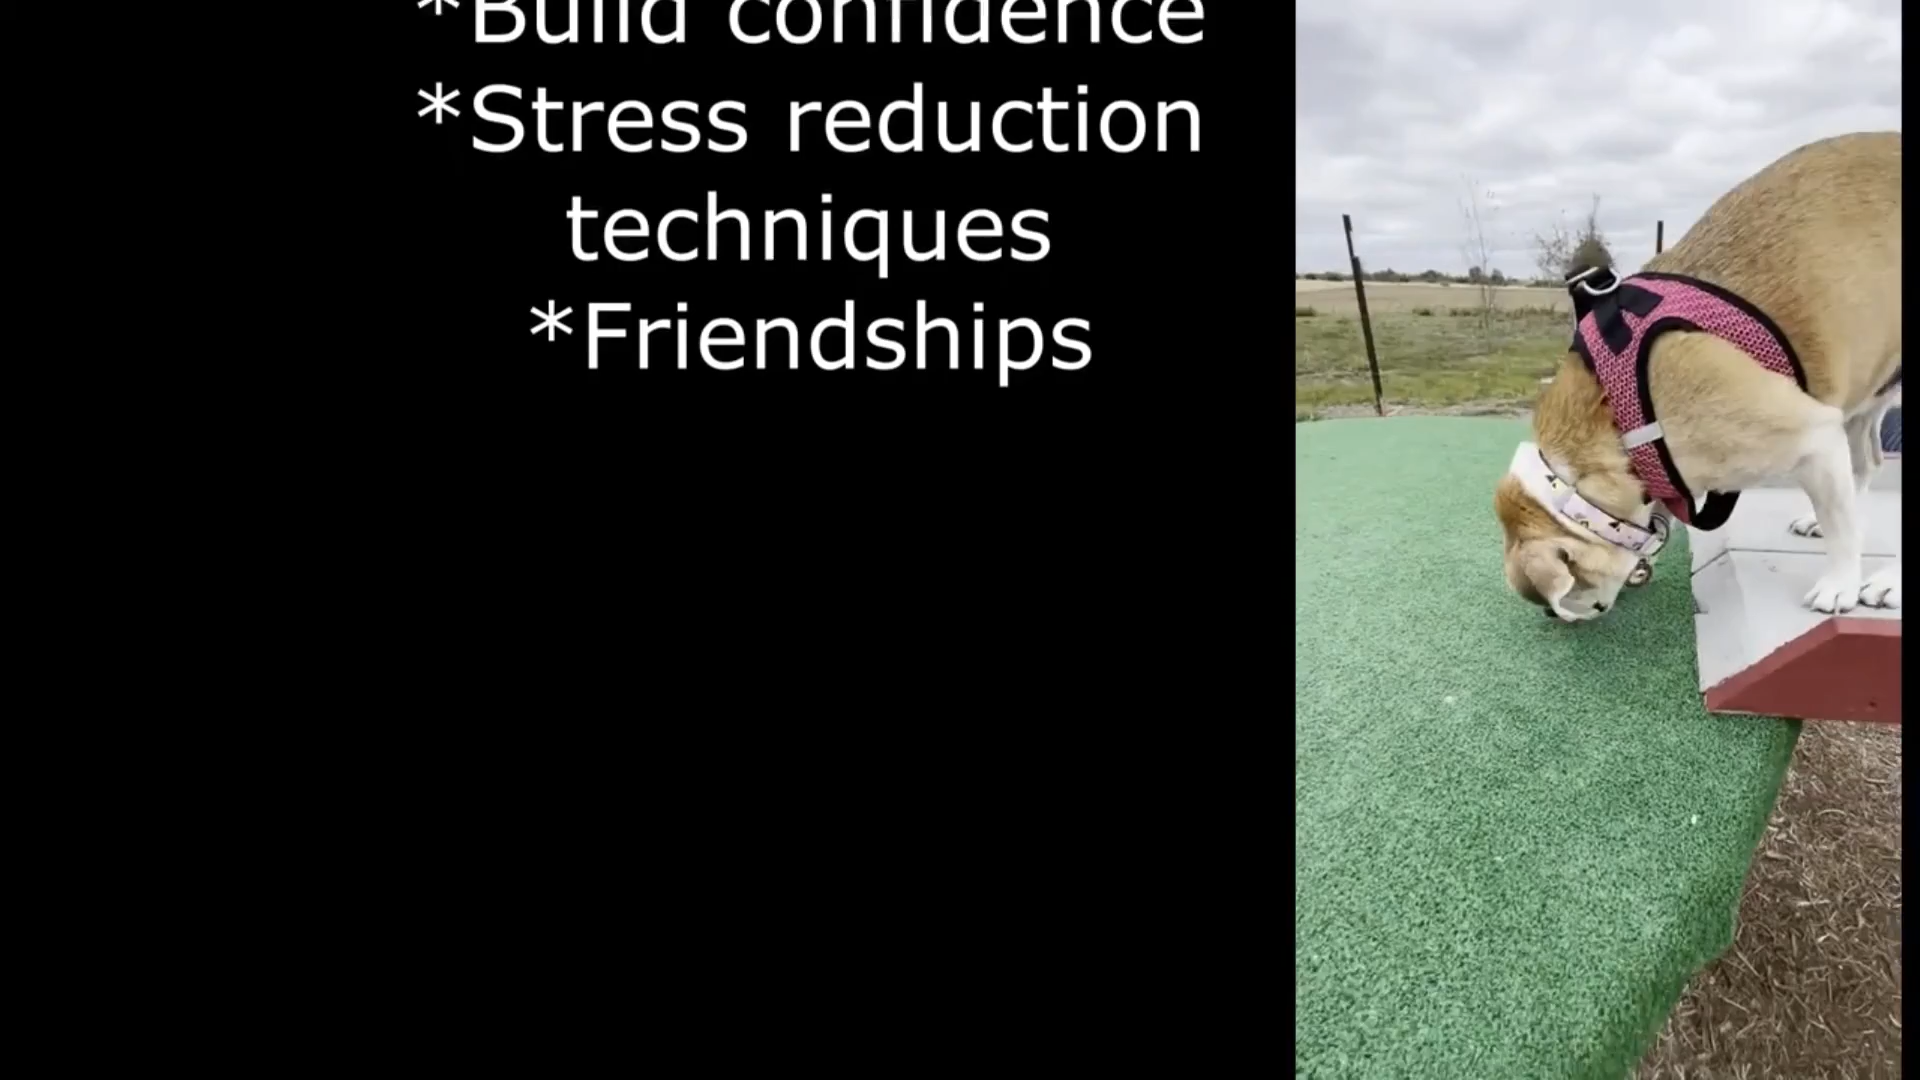 *Build confidence
*Stress reduction
techniques
*Friendships